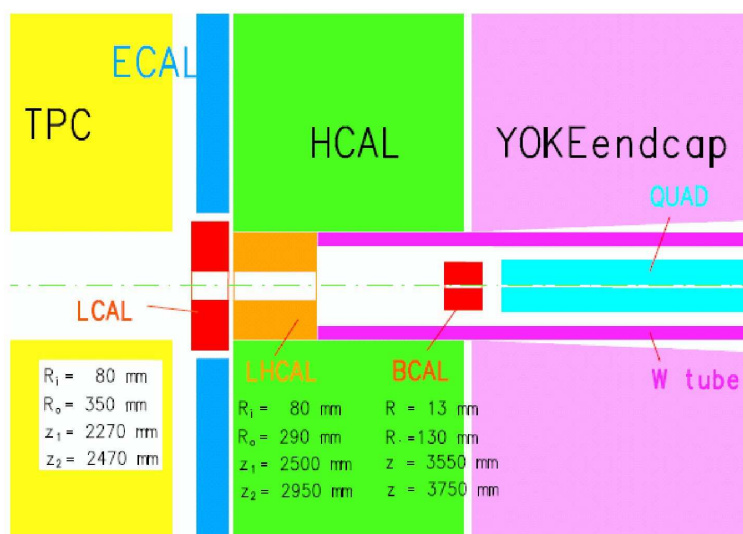 ECAL
TPC
HCAL
YOKEendcap
QUAD
LCAL
LHCAL
BCAL
W tube
Ri = 80 mm
Ro = 350 mm
z1 = 2270 mm
z2 = 2470 mm
Ri = 80 mm
Ro = 290 mm
z1 = 2500 mm
z2 = 2950 mm
R = 13 mm
R. =130 mm
z = 3550 mm
z = 3750 mm